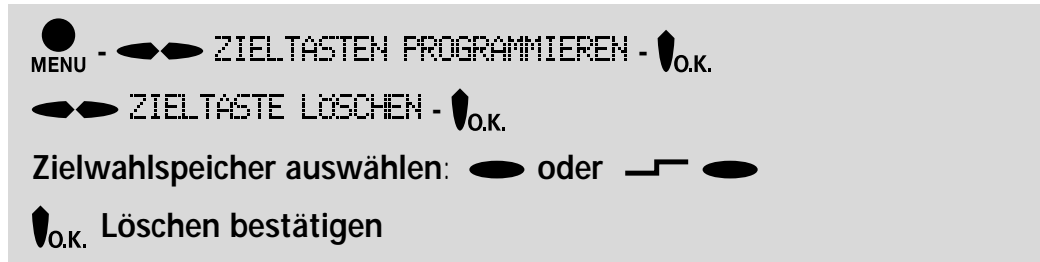 MENU - ZIELTASTEN PROGRAMMIEREN - O.K.
ZIELTASTE LÖSCHEN - O.K.
Zielwahlspeicher auswählen: oder
O.K. Löschen bestätigen